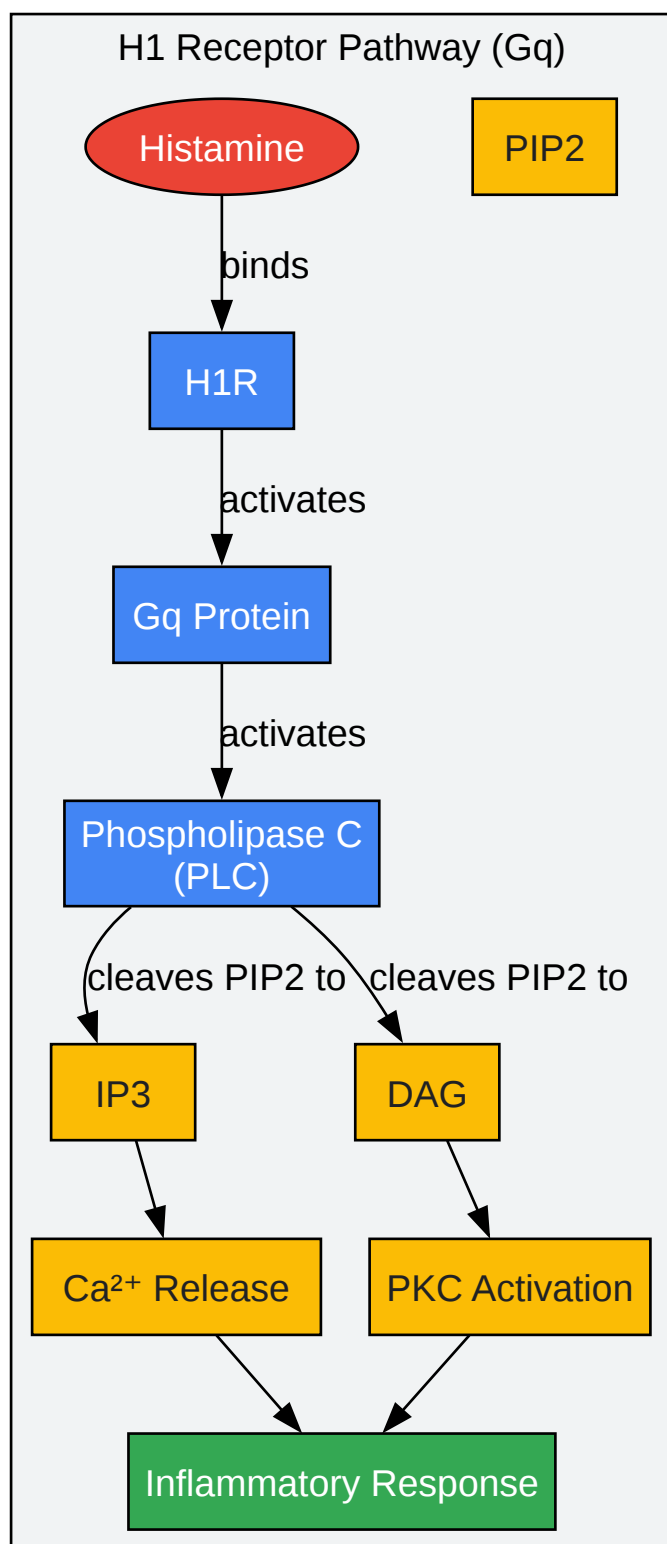 H1 Receptor Pathway (Gq)
Histamine
PIP2
binds
H1R
activates
Gq Protein
activates
Phospholipase C
(PLC)
cleaves PIP2 to
cleaves PIP2 to
IP3
DAG
Ca²⁺ Release
PKC Activation
Inflammatory Response